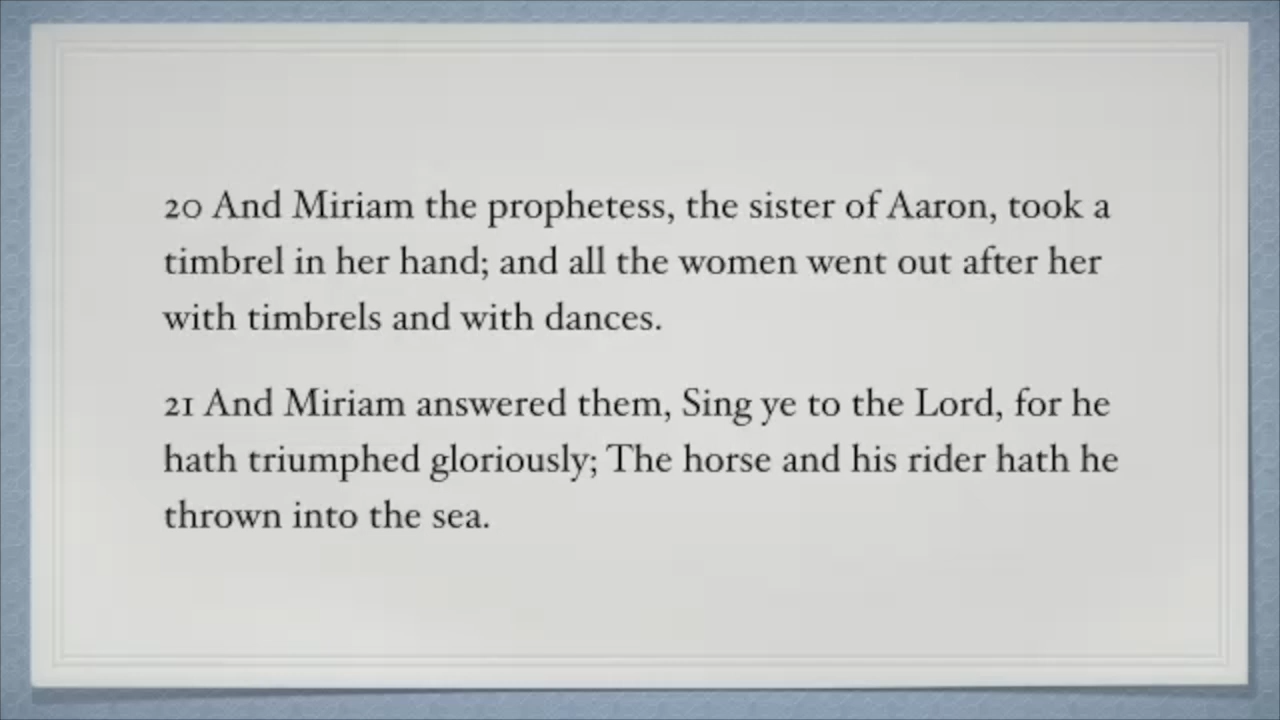 20 And Miriam the prophetess, the sister of Aaron, took a
timbrel in her hand; and all the women went out after her
with timbrels and with dances.
21 And Miriam answered them, Sing ye to the Lord, for he
hath triumphed gloriously; The horse and his rider hath he
thrown into the sea.